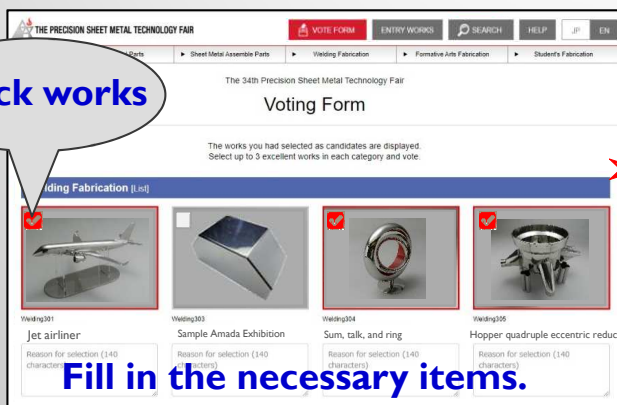 THE PRECISION SHEET METAL TECHNOLOGY FAIR
VOTE FORM
ENTRY WORKS
SEARCH
HELP
JP
EN
Parts
Sheet Metal Assemble Parts
Welding Fabrication
Formative Arts Fabrication
Student's Fabrication
ck works
The 34th Precision Sheet Metal Technology Fair
Voting Form
The works you had selected as candidates are displayed.
Select up to 3 excellent works in each category and vote.
lding Fabrication [List]
Welding301
Welding303
Welding304
Welding305
Jet airliner
Sample Amada Exhibition
Sum, talk, and ring
Hopper quadruple eccentric reduc
Reason for selection (140
characters)
Reason for selection (140
characters)
Reason for selection (140
characters)
Reason for selection (140
characters)
Fill in the necessary items.